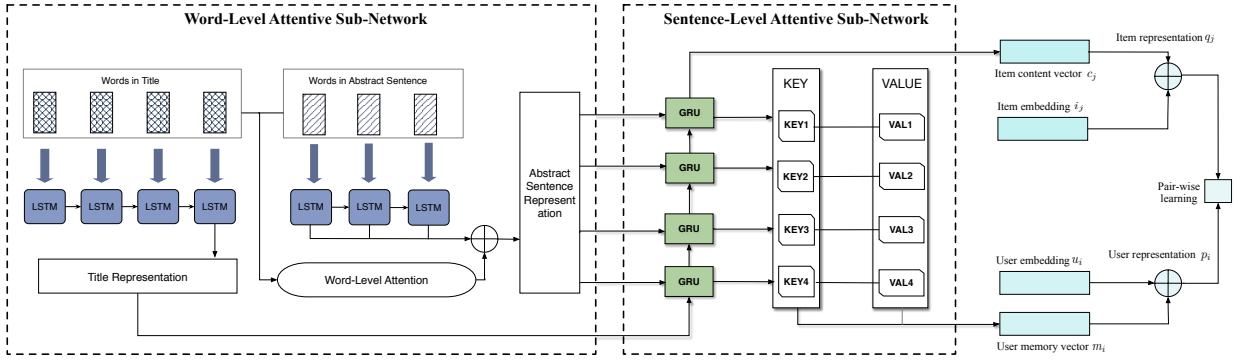 Word-Level Attentive Sub-Network
Sentence-Level Attentive Sub-Network
Words in Title
Words in Abstract Sentence
LSTM
LSTM
LSTM
LSTM
LSTM
LSTM
LSTM
Title Representation
Word-Level Attention
Abstract
Sentence
Represent
ation
GRU
GRU
GRU
GRU
KEY
KEY1
KEY2
KEY3
KEY4
VALUE
VAL1
VAL2
VAL3
VAL4
Item representation q_j
Item content vector c_j
Item embedding i_j
Pair-wise
learning
User representation p_i
User embedding u_i
User memory vector m_i